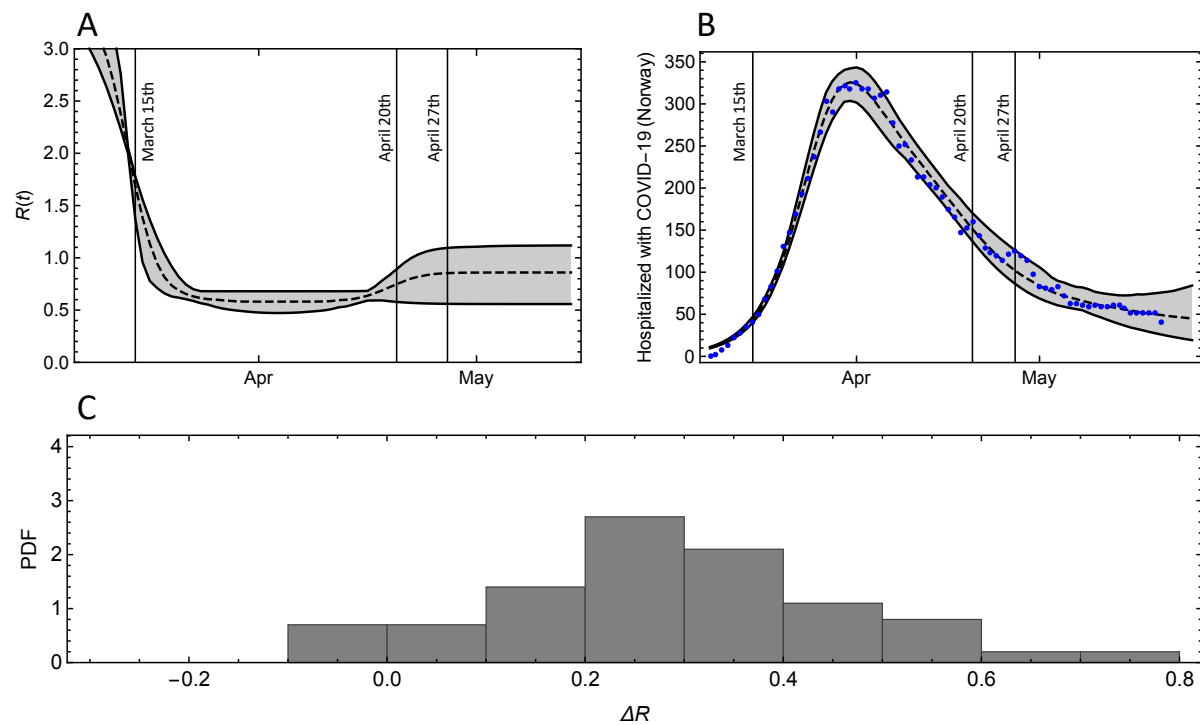 A
R(t)
3.0
2.5
2.0
1.5
1.0
0.5
0.0
March 15th
April 20th
April 27th
Apr
May
B
Hospitalized with COVID−19 (Norway)
350
300
250
200
150
100
50
0
March 15th
April 20th
April 27th
Apr
May
C
PDF
4
3
2
1
0
−0.2
0.0
0.2
0.4
0.6
0.8
ΔR